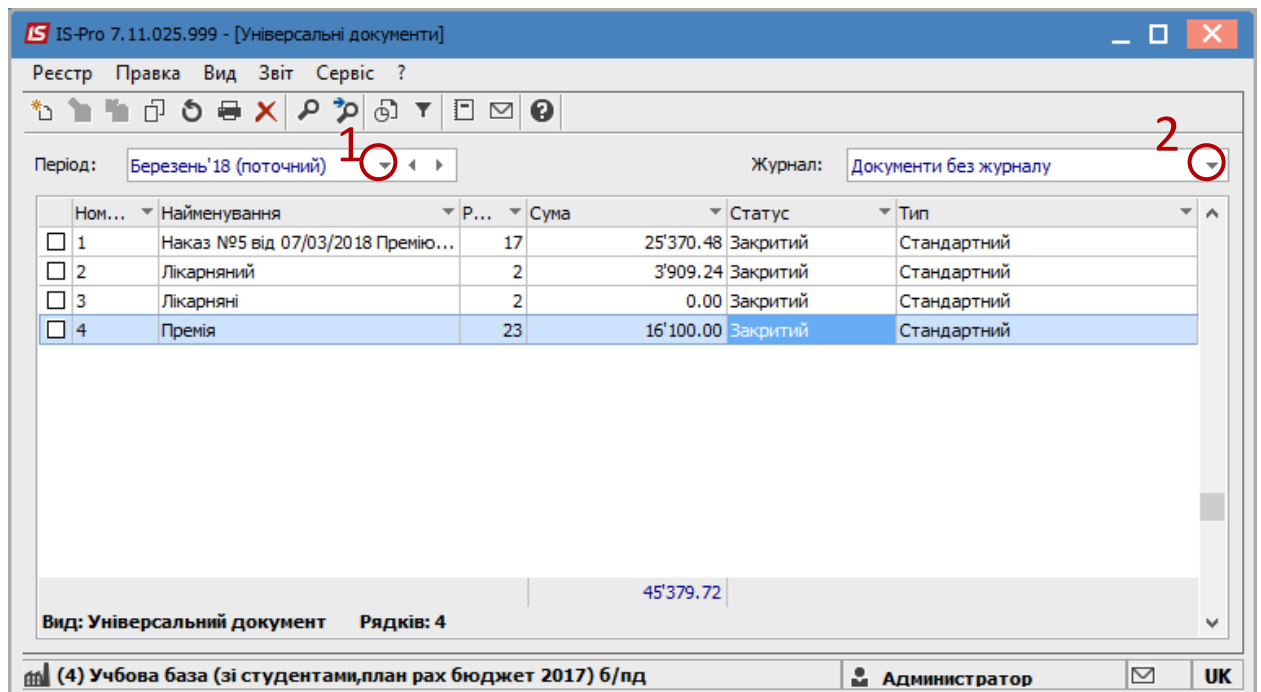 IS-Pro 7.11.025.999 - [Універсальні документи]
Реєстр Правка Вид Звіт Сервіс ?
1 2
Період: Березень'18 (поточний) Журнал: Документи без журналу
Ном... Найменування Р... Сума Статус Тип
1 Наказ №5 від 07/03/2018 Премію... 17 25'370.48 Закритий Стандартний
2 Лікарняний 2 3'909.24 Закритий Стандартний
3 Лікарняні 2 0.00 Закритий Стандартний
4 Премія 23 16'100.00 Закритий Стандартний
45'379.72
Вид: Універсальний документ Рядків: 4
(4) Учбова база (зі студентами,план рах бюджет 2017) б/пд Администратор UK